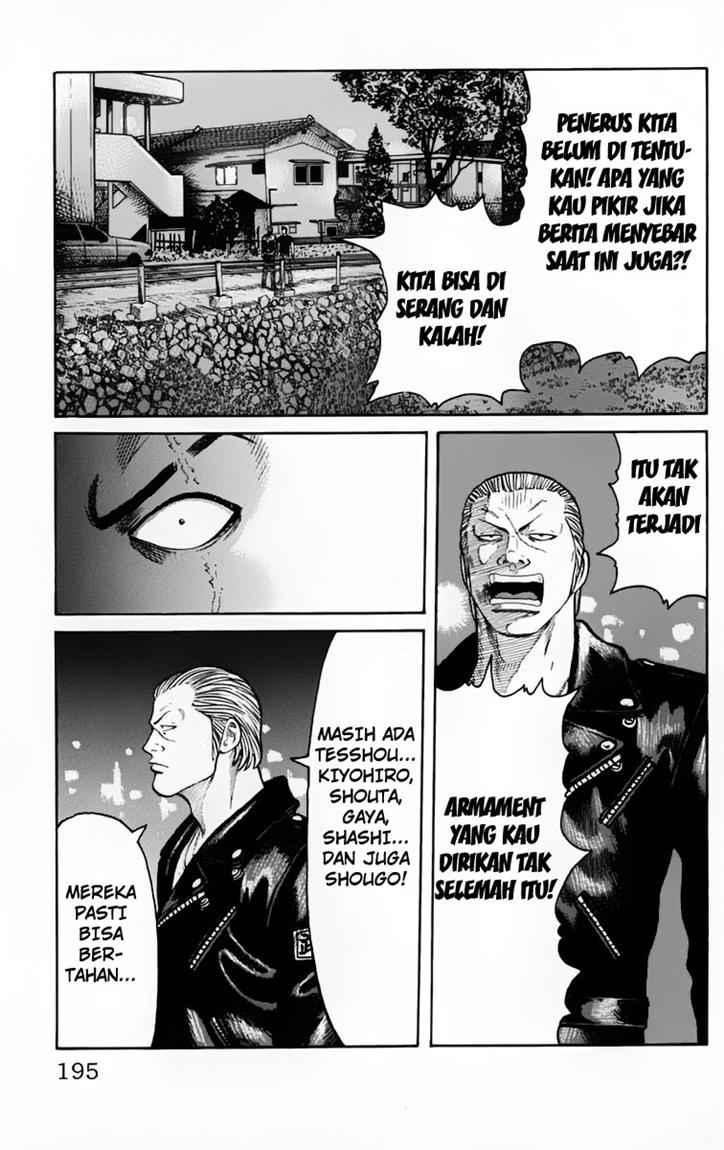 PENERUS KITA
BELUM DI TENTU-
KAN! APA YANG
KAU PIKIR JIKA
BERITA MENYEBAR
SAAT INI JUGA?!
KITA BISA DI
SERANG DAN
KALAH!
ITU TAK
AKAN
TERJADI
ARMAMENT
YANG KAU
DIRIKAN TAK
SELEMAH ITU!
MASIH ADA
TESSHOU...
KIYOHIRO,
SHOUTA,
GAYA,
SHASHI...
DAN JUGA
SHOUGO!
MEREKA
PASTI
BISA
BER-
TAHAN...
195